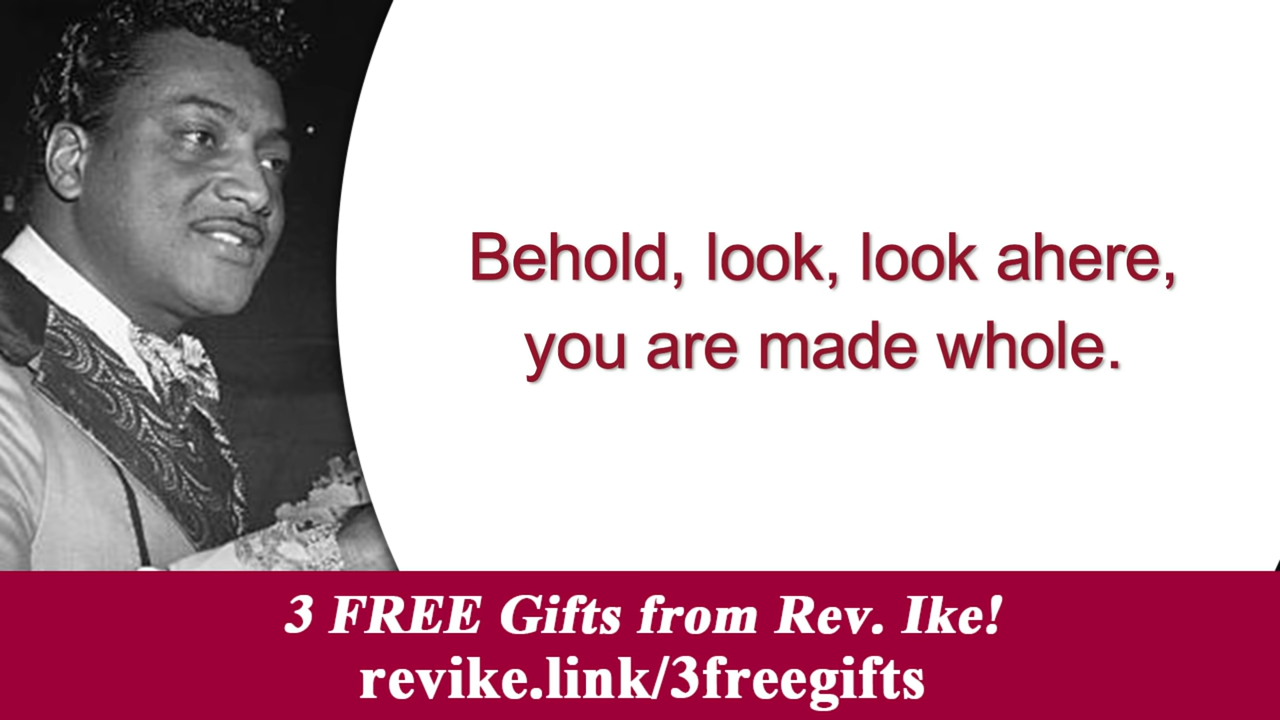 Behold, look, look ahere,
you are made whole.
3 FREE Gifts from Rev. Ike!
revike.link/3freegifts